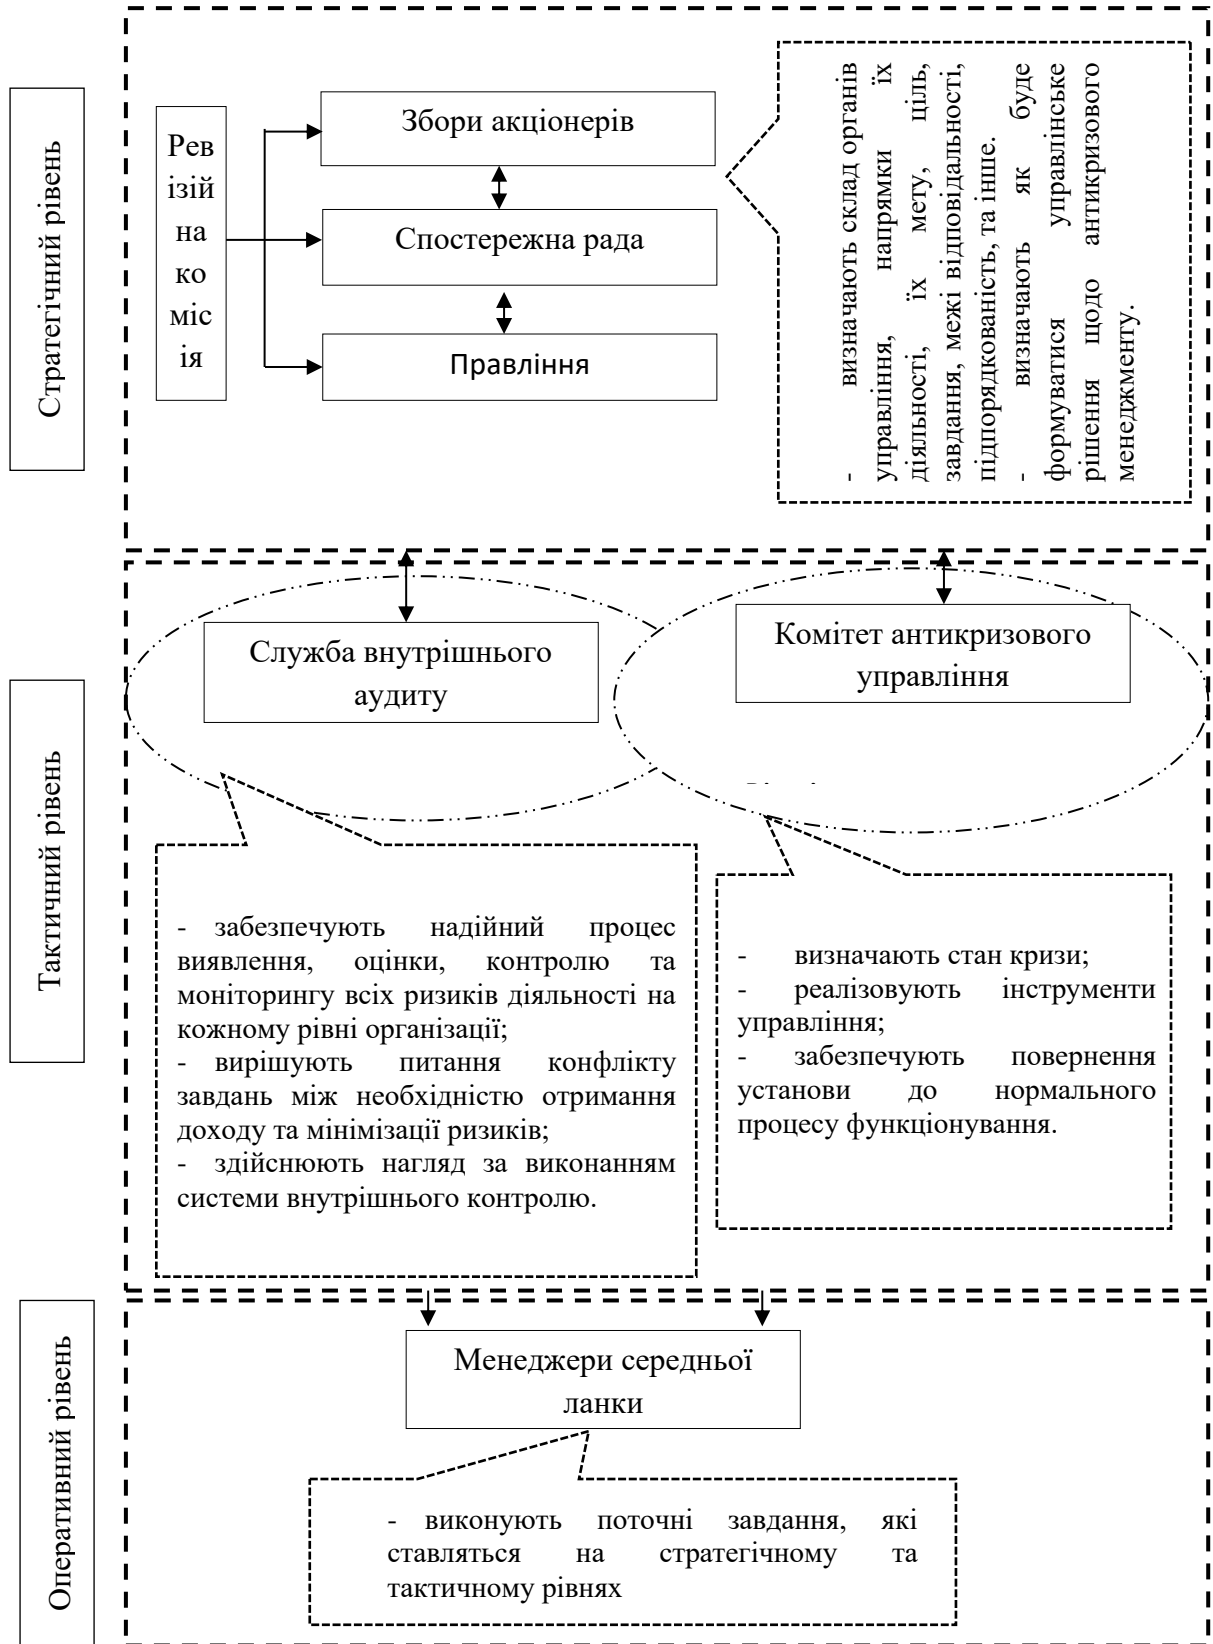 Стратегічний рівень
Рев
ізій
на
ко
міс
ія
Збори акціонерів
Спостережна рада
Правління
- визначають склад органів
управління, напрямки їх
діяльності, їх мету, ціль,
завдання, межі відповідальності,
підпорядкованість, та інше.
- визначають як буде
формуватися управлінське
рішення щодо антикризового
менеджменту.
Тактичний рівень
Служба внутрішнього
аудиту
Комітет антикризового
управління
- забезпечують надійний процес
виявлення, оцінки, контролю та
моніторингу всіх ризиків діяльності на
кожному рівні організації;
- вирішують питання конфлікту
завдань між необхідністю отримання
доходу та мінімізації ризиків;
- здійснюють нагляд за виконанням
системи внутрішнього контролю.
- визначають стан кризи;
- реалізовують інструменти
управління;
- забезпечують повернення
установи до нормального
процесу функціонування.
Оперативний рівень
Менеджери середньої
ланки
- виконують поточні завдання, які
ставляться на стратегічному та
тактичному рівнях